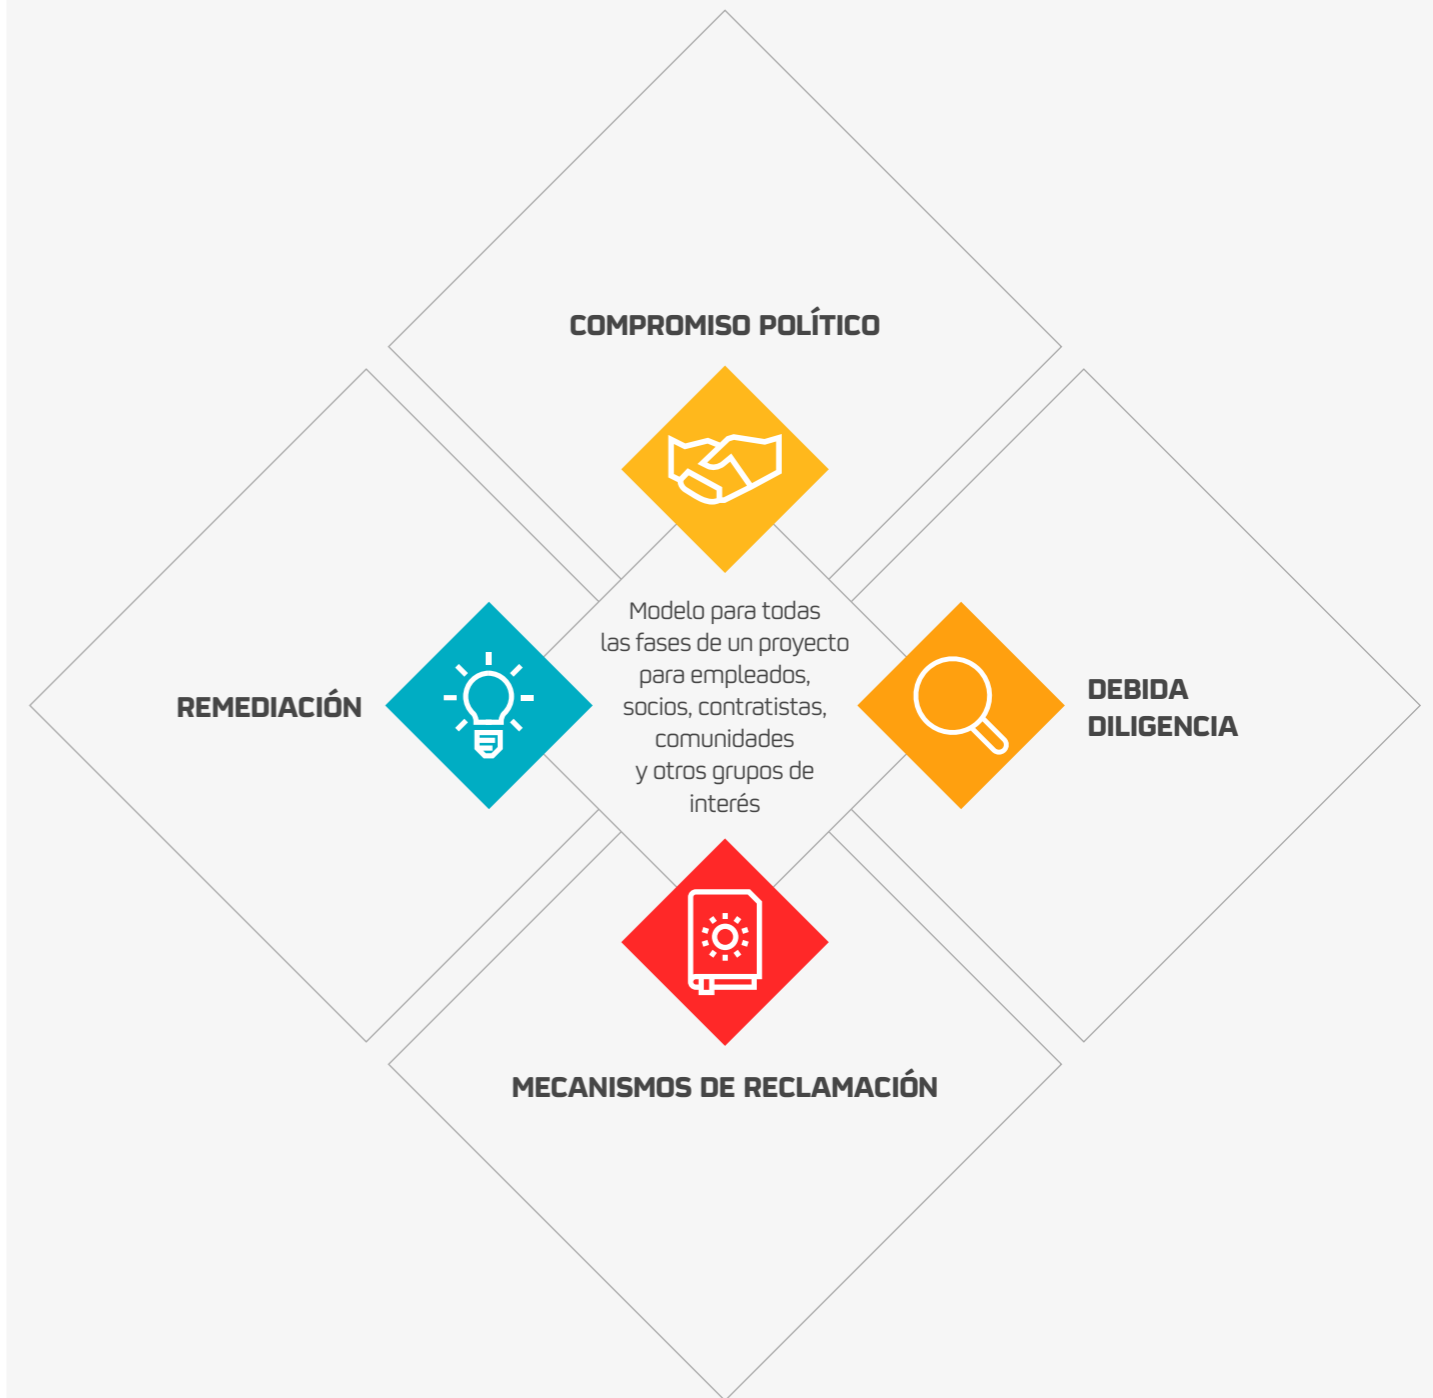 COMPROMISO POLÍTICO
Modelo para todas
las fases de un proyecto
para empleados,
socios, contratistas,
comunidades
y otros grupos de
interés
REMEDIACIÓN
DEBIDA
DILIGENCIA
MECANISMOS DE RECLAMACIÓN